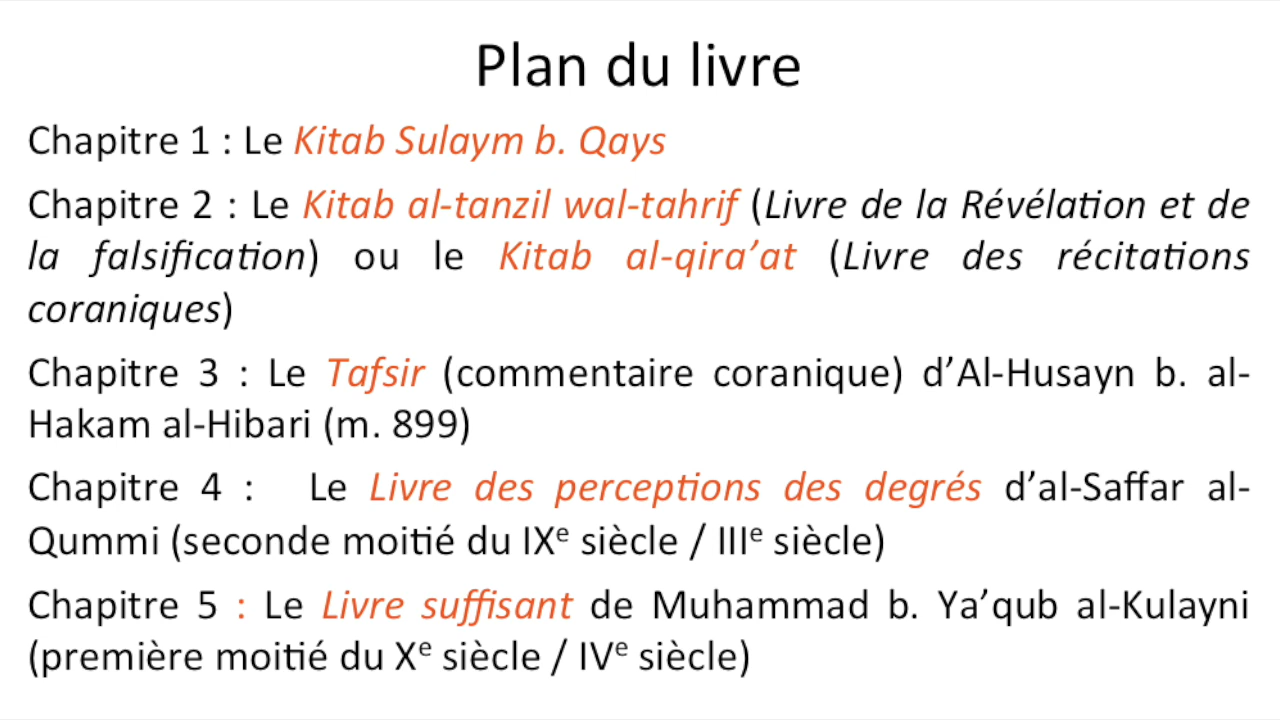 Plan du livre
Chapitre 1 : Le Kitab Sulaym b. Qays
Chapitre 2 : Le Kitab al-tanzil wal-tahrif (Livre de la Révélation et de
la falsification) ou le Kitab al-qira’at (Livre des récitations
coraniques)
Chapitre 3 : Le Tafsir (commentaire coranique) d’Al-Husayn b. al-
Hakam al-Hibari (m. 899)
Chapitre 4 : Le Livre des perceptions des degrés d’al-Saffar al-
Qummi (seconde moitié du IXe siècle / IIIe siècle)
Chapitre 5 : Le Livre suffisant de Muhammad b. Ya’qub al-Kulayni
(première moitié du Xe siècle / IVe siècle)